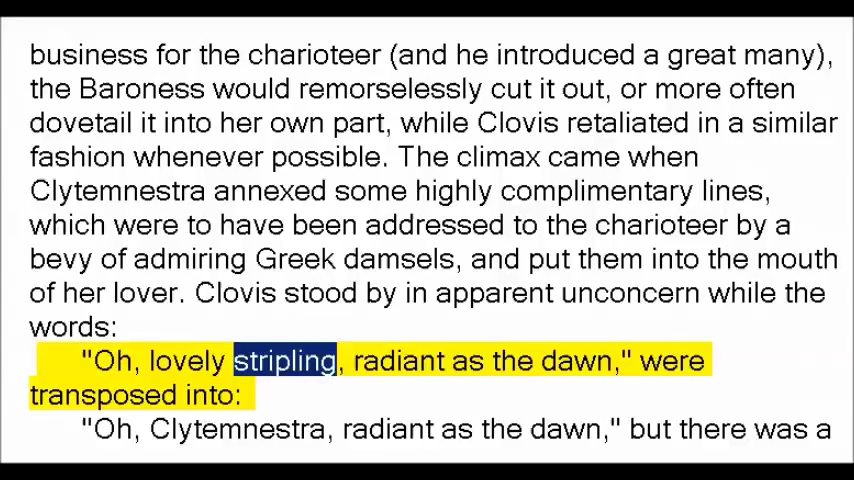 business for the charioteer (and he introduced a great many),
the Baroness would remorselessly cut it out, or more often
dovetail it into her own part, while Clovis retaliated in a similar
fashion whenever possible. The climax came when
Clytemnestra annexed some highly complimentary lines,
which were to have been addressed to the charioteer by a
bevy of admiring Greek damsels, and put them into the mouth
of her lover. Clovis stood by in apparent unconcern while the
words:
"Oh, lovely stripling, radiant as the dawn," were
transposed into:
"Oh, Clytemnestra, radiant as the dawn," but there was a